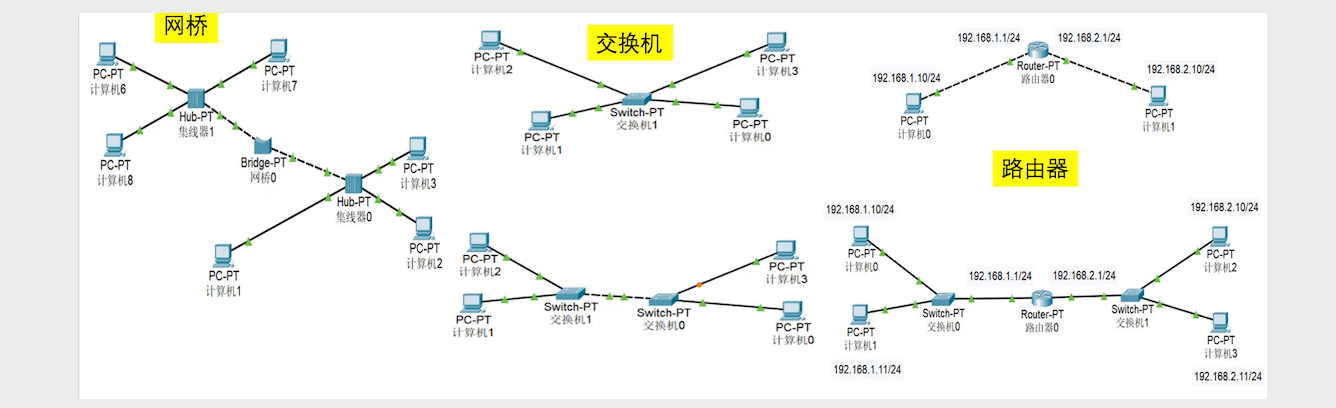 网桥
PC-PT
计算机6
PC-PT
计算机7
Hub-PT
集线器1
PC-PT
计算机8
Bridge-PT
网桥0
PC-PT
计算机3
Hub-PT
集线器0
PC-PT
计算机2
PC-PT
计算机1
交换机
PC-PT
计算机2
PC-PT
计算机3
Switch-PT
交换机1
PC-PT
计算机1
PC-PT
计算机0
PC-PT
计算机2
PC-PT
计算机3
Switch-PT
交换机1
Switch-PT
交换机0
PC-PT
计算机1
PC-PT
计算机0
192.168.1.1/24
192.168.2.1/24
Router-PT
路由器0
192.168.1.10/24
192.168.2.10/24
PC-PT
计算机0
PC-PT
计算机1
路由器
192.168.1.10/24
192.168.2.10/24
PC-PT
计算机0
PC-PT
计算机2
192.168.1.1/24
192.168.2.1/24
Switch-PT
交换机0
Router-PT
路由器0
Switch-PT
交换机1
PC-PT
计算机1
PC-PT
计算机3
192.168.1.11/24
192.168.2.11/24